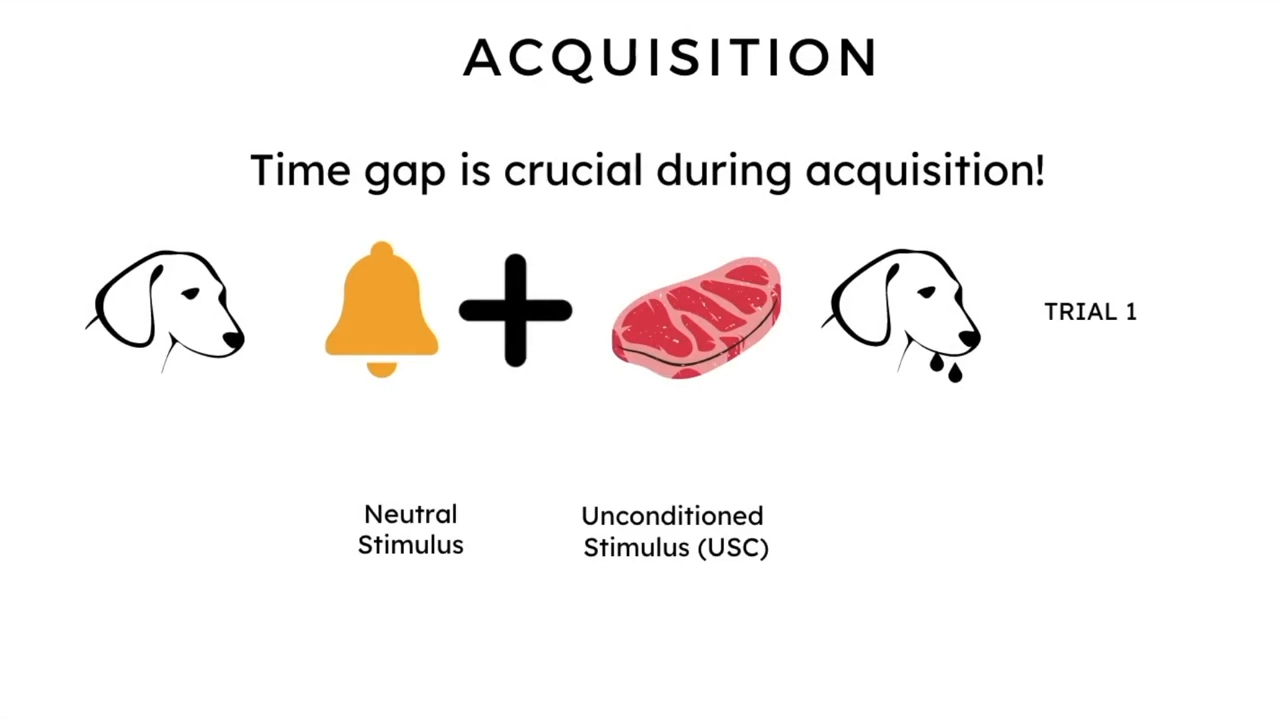 ACQUISITION
Time gap is crucial during acquisition!
TRIAL 1
Neutral
Stimulus
Unconditioned
Stimulus (USC)